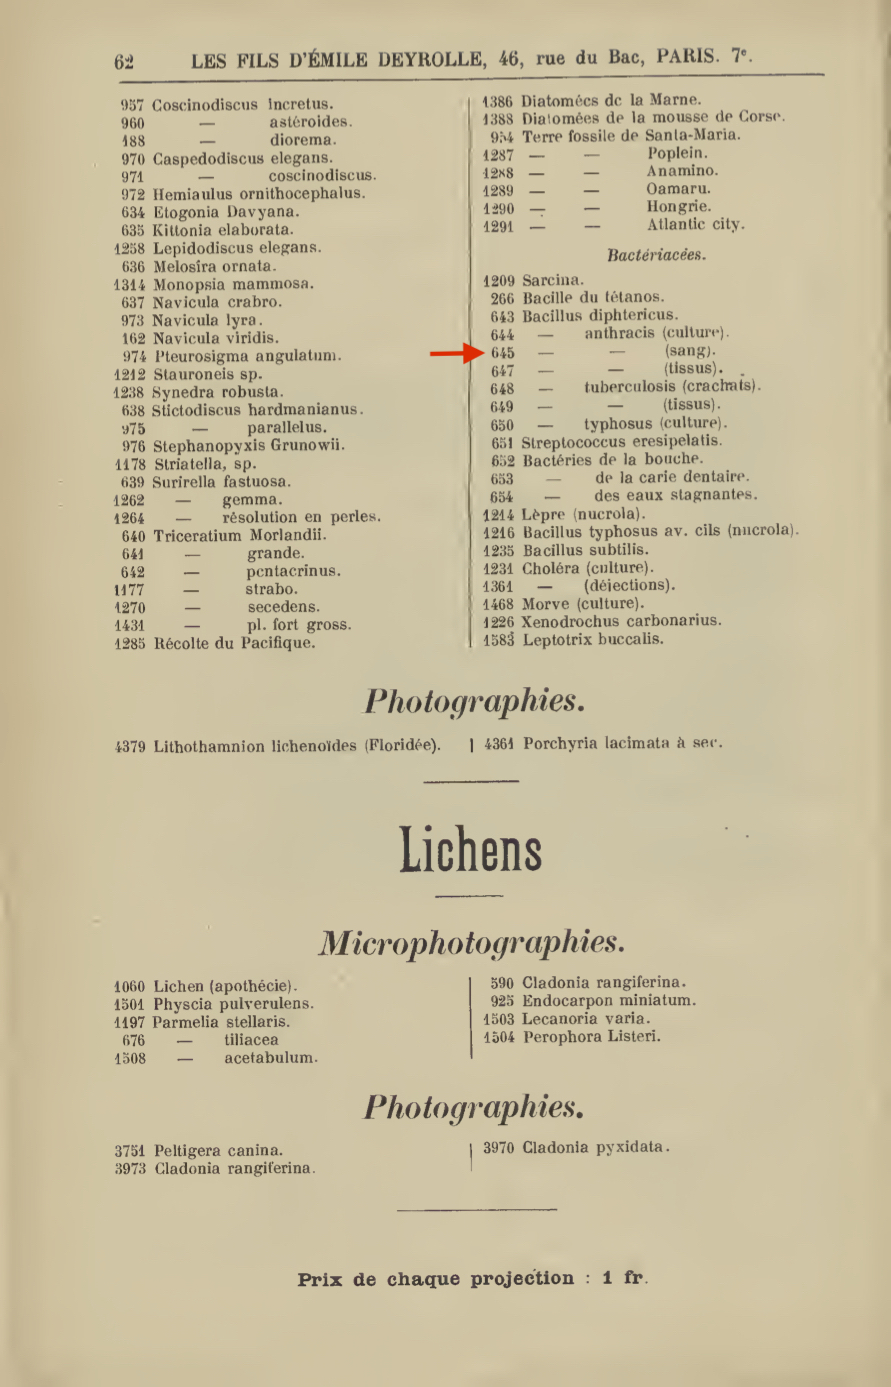 62 LES FILS D'ÉMILE DEYROLLE, 46, rue du Bac, PARIS. 7e.
957 Coscinodiscus incretus.
960 — astéroides.
188 — diorema.
970 Caspedodiscus elegans.
971 — coscinodiscus.
972 Hemiaulus ornithocephalus.
634 Etogonia Davyana.
635 Kittonia elaborata.
1258 Lepidodiscus elegans.
636 Melosira ornata.
1314 Monopsia mammosa.
637 Navicula crabro.
973 Navicula lyra.
162 Navicula viridis.
974 Pteurosigma angulatum.
1212 Stauroneis sp.
1238 Synedra robusta.
638 Stictodiscus hardmanianus.
975 — parallelus.
976 Stephanopyxis Grunowii.
1178 Striatella, sp.
639 Surirella fastuosa.
1262 — gemma.
1264 — résolution en perles.
640 Triceratium Morlandii.
641 — grande.
642 — pentacrinus.
1177 — strabo.
1270 — secedens.
1431 — pl. fort gross.
1285 Récolte du Pacifique.
1386 Diatomées de la Marne.
1388 Diatomées de la mousse de Corse.
954 Terre fossile de Santa-Maria.
1287 — — Poplein.
1288 — — Anamino.
1289 — — Oamaru.
1290 — — Hongrie.
1291 — — Atlantic city.
Bactériacées.
1209 Sarcina.
266 Bacille du tétanos.
643 Bacillus diphtericus.
644 — anthracis (culture).
645 — — (sang).
647 — — (tissus).
648 — tuberculosis (crachats).
649 — — (tissus).
650 — typhosus (culture).
651 Streptococcus eresipelatis.
652 Bactéries de la bouche.
653 — de la carie dentaire.
654 — des eaux stagnantes.
1214 Lèpre (nucrola).
1216 Bacillus typhosus av. cils (nucrola).
1235 Bacillus subtilis.
1231 Choléra (culture).
1361 — (déjections).
1468 Morve (culture).
1226 Xenodrochus carbonarius.
1583 Leptotrix buccalis.
Photographies.
4379 Lithothamnion lichenoïdes (Floridée).
4361 Porchyria lacimata à sec.
Lichens
Microphotographies.
1060 Lichen (apothécie).
1501 Physcia pulverulens.
1197 Parmelia stellaris.
676 — tiliacea
1508 — acetabulum.
590 Cladonia rangiferina.
925 Endocarpon miniatum.
1503 Lecanoria varia.
1504 Perophora Listeri.
Photographies.
3751 Peltigera canina.
3973 Cladonia rangiferina.
3970 Cladonia pyxidata.
Prix de chaque projection : 1 fr.